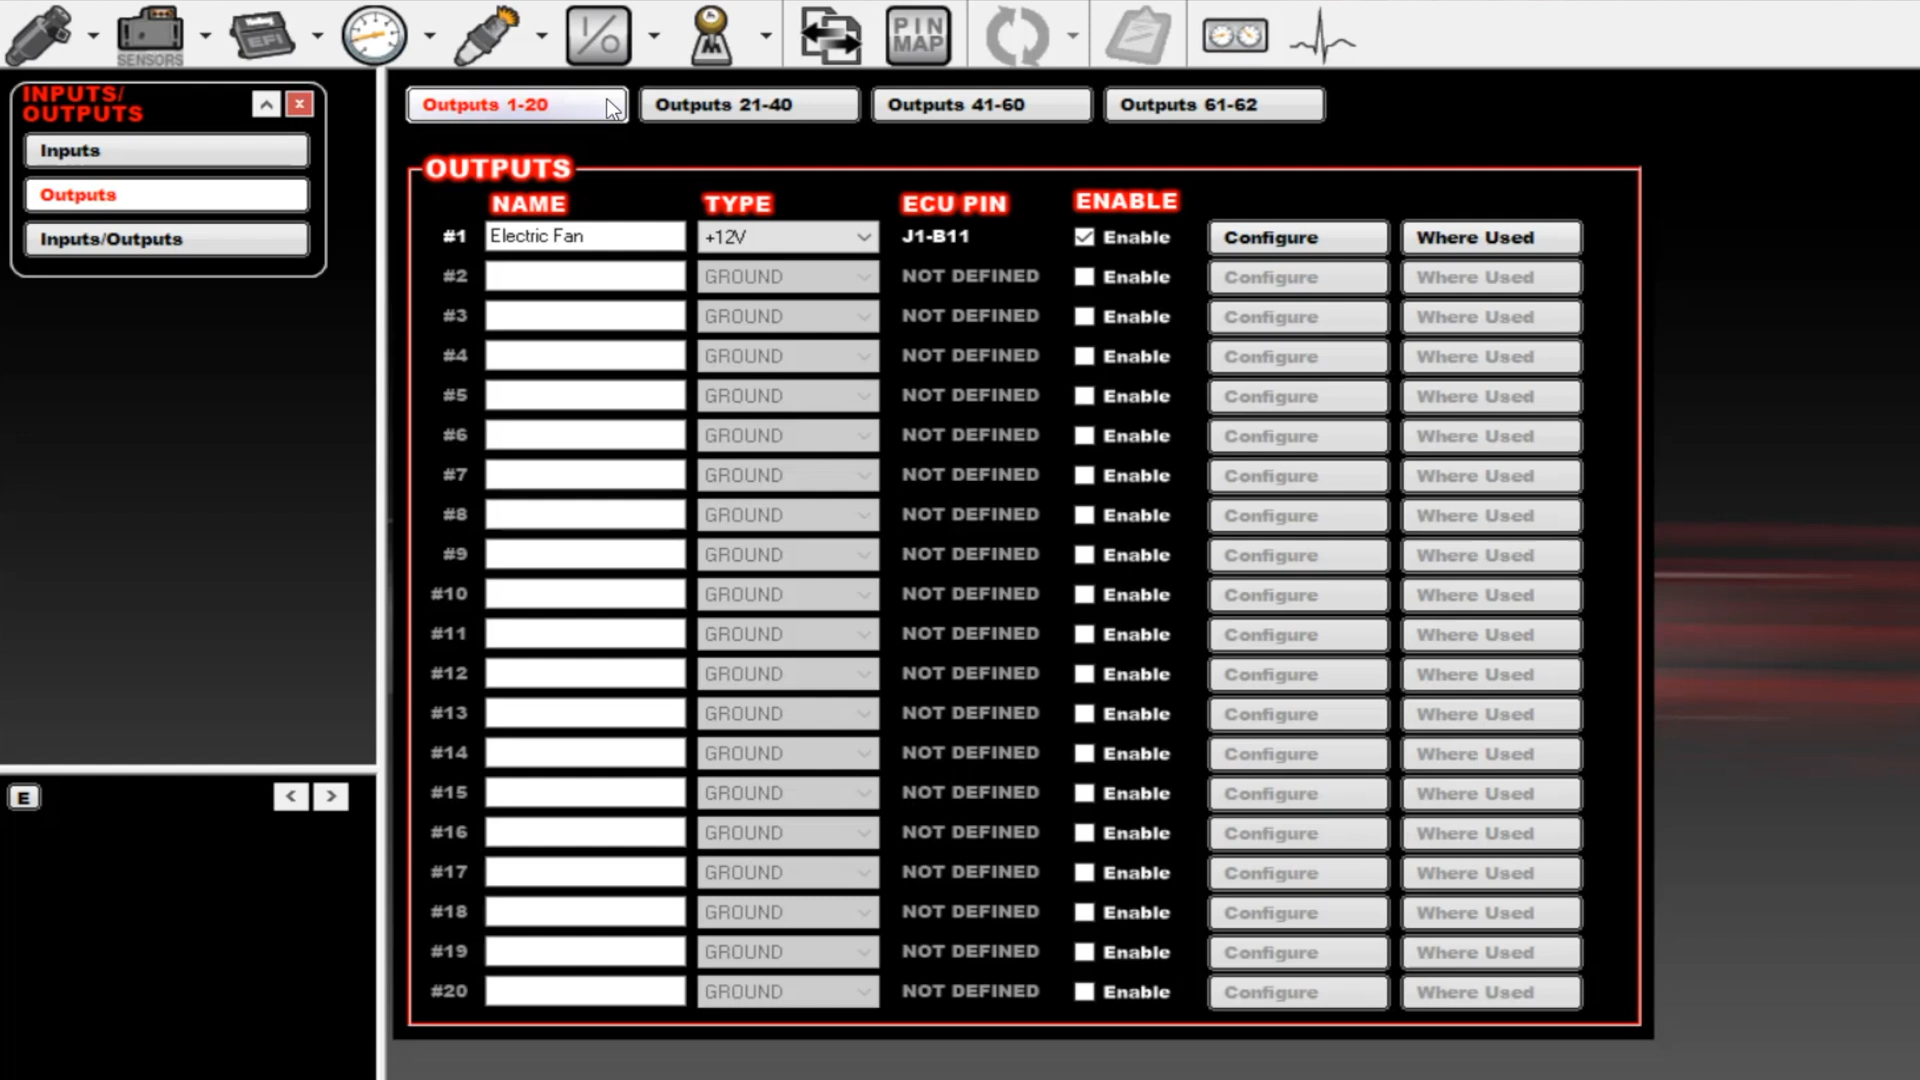 SENSORS
EFI
I/O
PIN MAP
INPUTS/
OUTPUTS
Inputs
Outputs
Inputs/Outputs
E
Outputs 1-20 Outputs 21-40 Outputs 41-60 Outputs 61-62
OUTPUTS
NAME TYPE ECU PIN ENABLE
#1 Electric Fan +12V J1-B11 Enable Configure Where Used
#2 GROUND NOT DEFINED Enable Configure Where Used
#3 GROUND NOT DEFINED Enable Configure Where Used
#4 GROUND NOT DEFINED Enable Configure Where Used
#5 GROUND NOT DEFINED Enable Configure Where Used
#6 GROUND NOT DEFINED Enable Configure Where Used
#7 GROUND NOT DEFINED Enable Configure Where Used
#8 GROUND NOT DEFINED Enable Configure Where Used
#9 GROUND NOT DEFINED Enable Configure Where Used
#10 GROUND NOT DEFINED Enable Configure Where Used
#11 GROUND NOT DEFINED Enable Configure Where Used
#12 GROUND NOT DEFINED Enable Configure Where Used
#13 GROUND NOT DEFINED Enable Configure Where Used
#14 GROUND NOT DEFINED Enable Configure Where Used
#15 GROUND NOT DEFINED Enable Configure Where Used
#16 GROUND NOT DEFINED Enable Configure Where Used
#17 GROUND NOT DEFINED Enable Configure Where Used
#18 GROUND NOT DEFINED Enable Configure Where Used
#19 GROUND NOT DEFINED Enable Configure Where Used
#20 GROUND NOT DEFINED Enable Configure Where Used